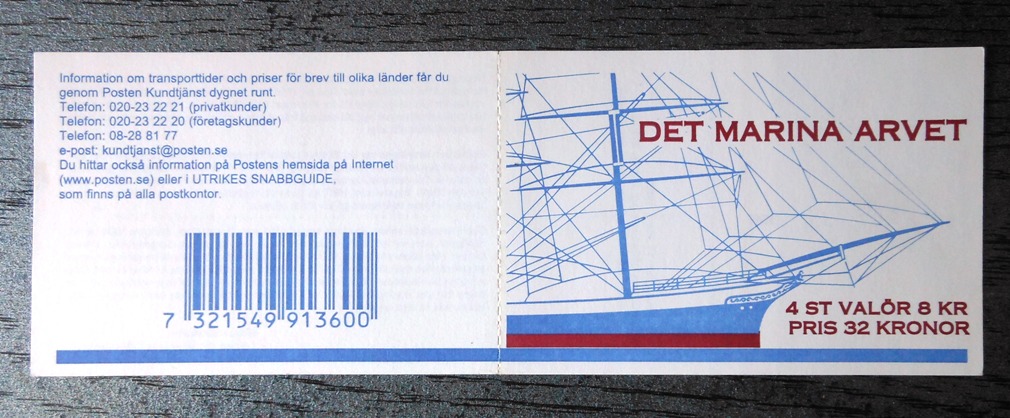 Information om transporttider och priser för brev till olika länder får du
genom Posten Kundtjänst dygnet runt.
Telefon: 020-23 22 21 (privatkunder)
Telefon: 020-23 22 20 (företagskunder)
Telefon: 08-28 81 77
e-post: kundtjanst@posten.se
Du hittar också information på Postens hemsida på Internet
(www.posten.se) eller i UTRIKES SNABBGUIDE,
som finns på alla postkontor.
7 321549 913600
DET MARINA ARVET
4 ST VALÖR 8 KR
PRIS 32 KRONOR